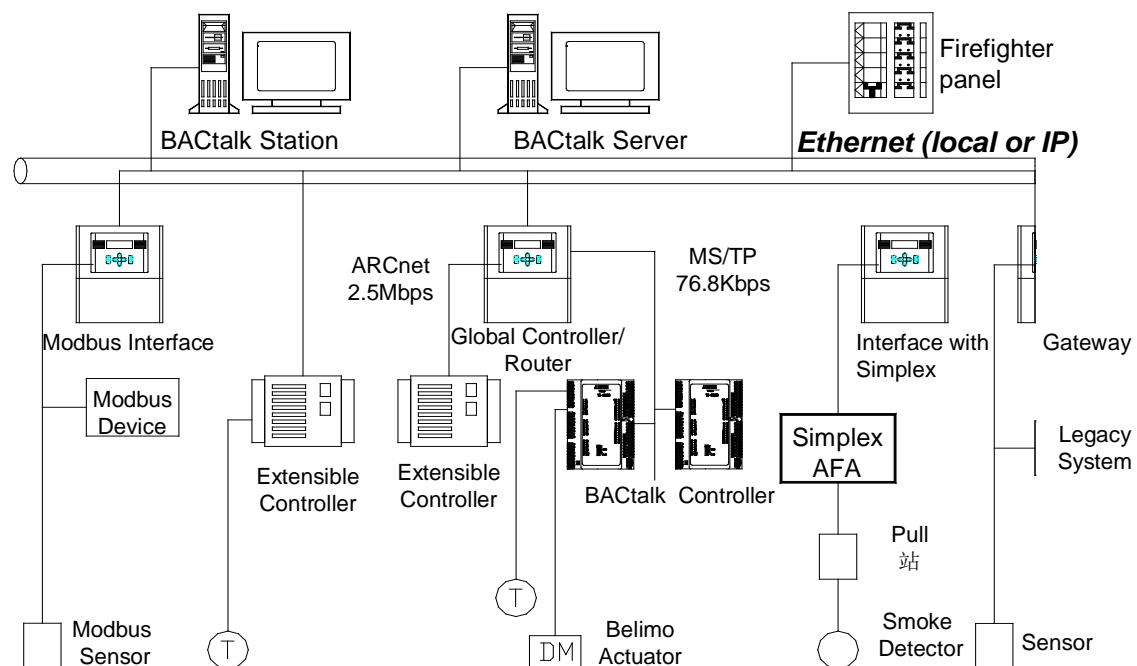 Firefighter
panel
BACtalk Station
BACtalk Server
Ethernet (local or IP)
ARCnet
2.5Mbps
MS/TP
76.8Kbps
Modbus Interface
Global Controller/
Router
Interface with
Simplex
Gateway
Modbus
Device
Extensible
Controller
Extensible
Controller
BACtalk Controller
Simplex
AFA
Legacy
System
Pull
站
T
T
Modbus
Sensor
DM
Belimo
Actuator
Smoke
Detector
Sensor